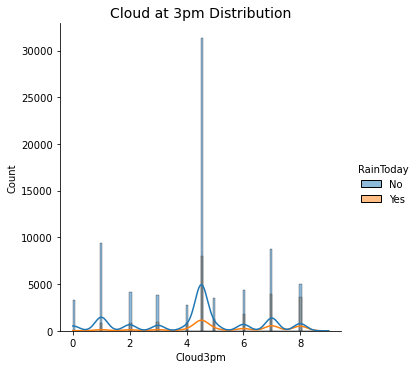 Cloud at 3pm Distribution
30000
25000
20000
15000
10000
5000
0
Count
0 2 4 6 8
Cloud3pm
RainToday
No
Yes